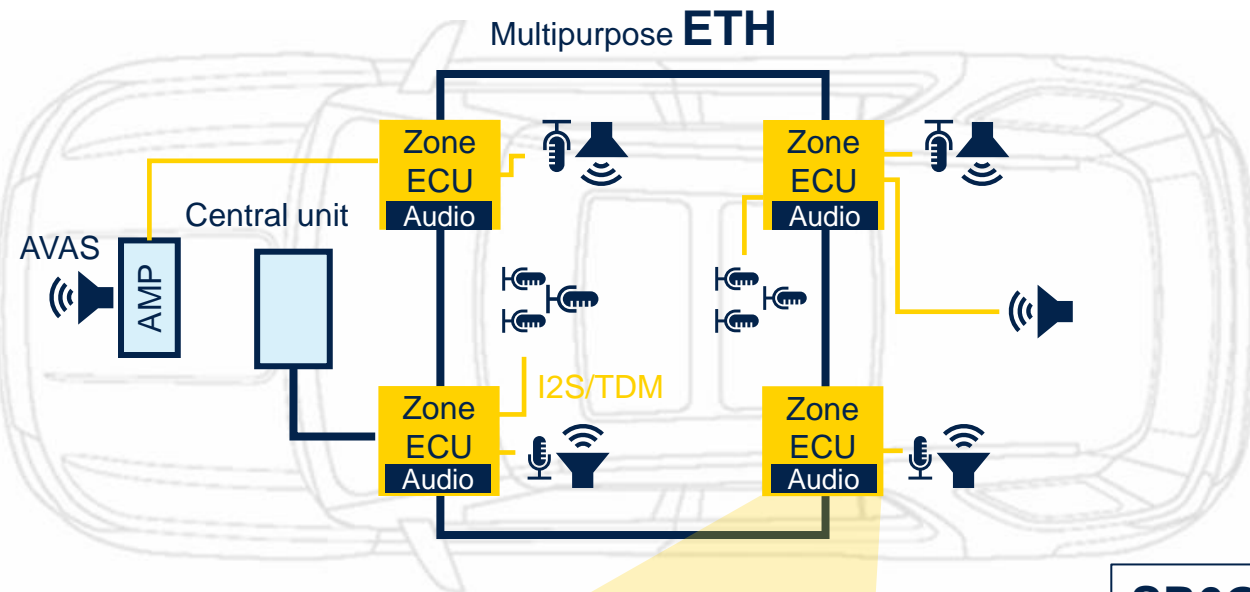 Multipurpose ETH
Zone
ECU
Audio
Zone
ECU
Audio
Central unit
AVAS
AMP
I2S/TDM
Zone
ECU
Audio
Zone
ECU
Audio